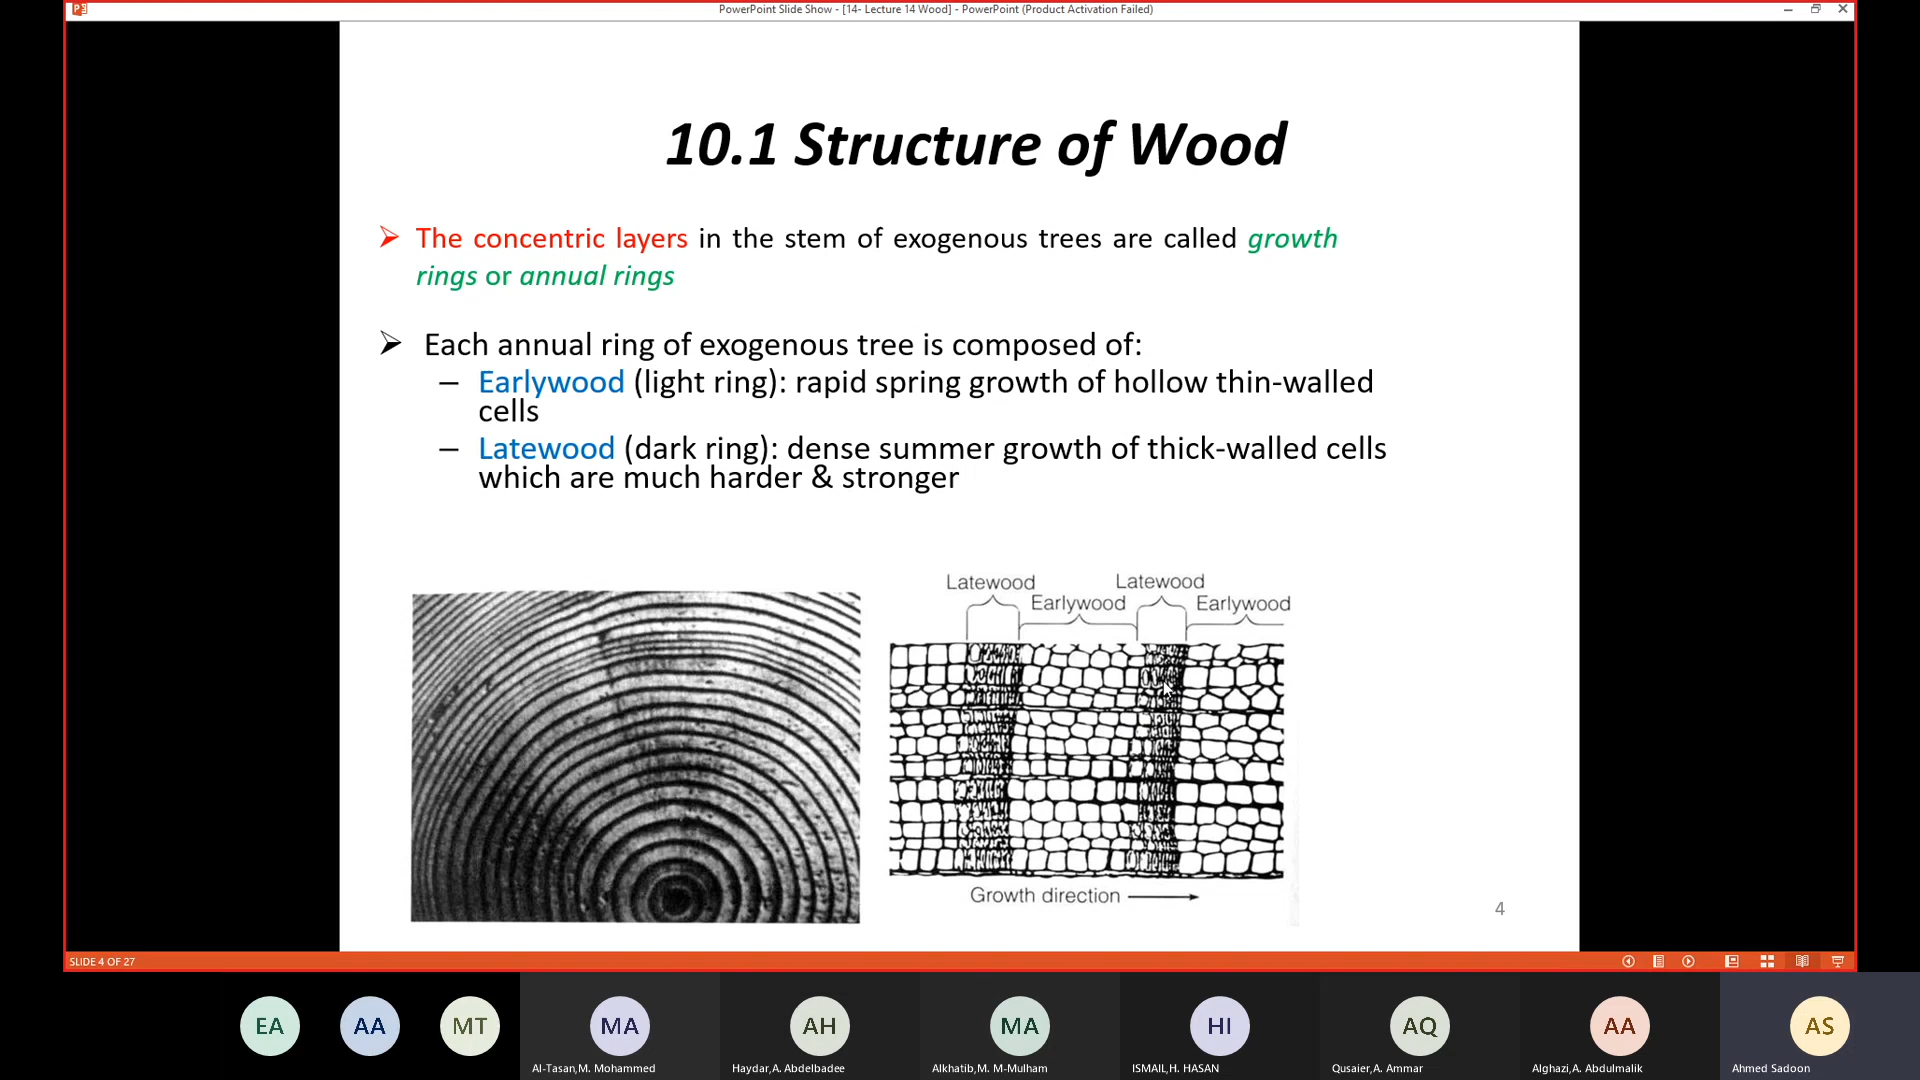 PowerPoint Slide Show - [14- Lecture 14 Wood] - PowerPoint (Product Activation Failed)
10.1 Structure of Wood
➢ The concentric layers in the stem of exogenous trees are called growth
rings or annual rings
➢ Each annual ring of exogenous tree is composed of:
– Earlywood (light ring): rapid spring growth of hollow thin-walled
cells
– Latewood (dark ring): dense summer growth of thick-walled cells
which are much harder & stronger
Latewood Latewood
Earlywood Earlywood
Growth direction
4
SLIDE 4 OF 27
EA AA MT MA AH MA HI AQ AA AS
Al-Tasan,M. Mohammed Haydar,A. Abdelbadee Alkhatib,M. M-Mulham ISMAIL,H. HASAN Qusaier,A. Ammar Alghazi,A. Abdulmalik Ahmed Sadoon